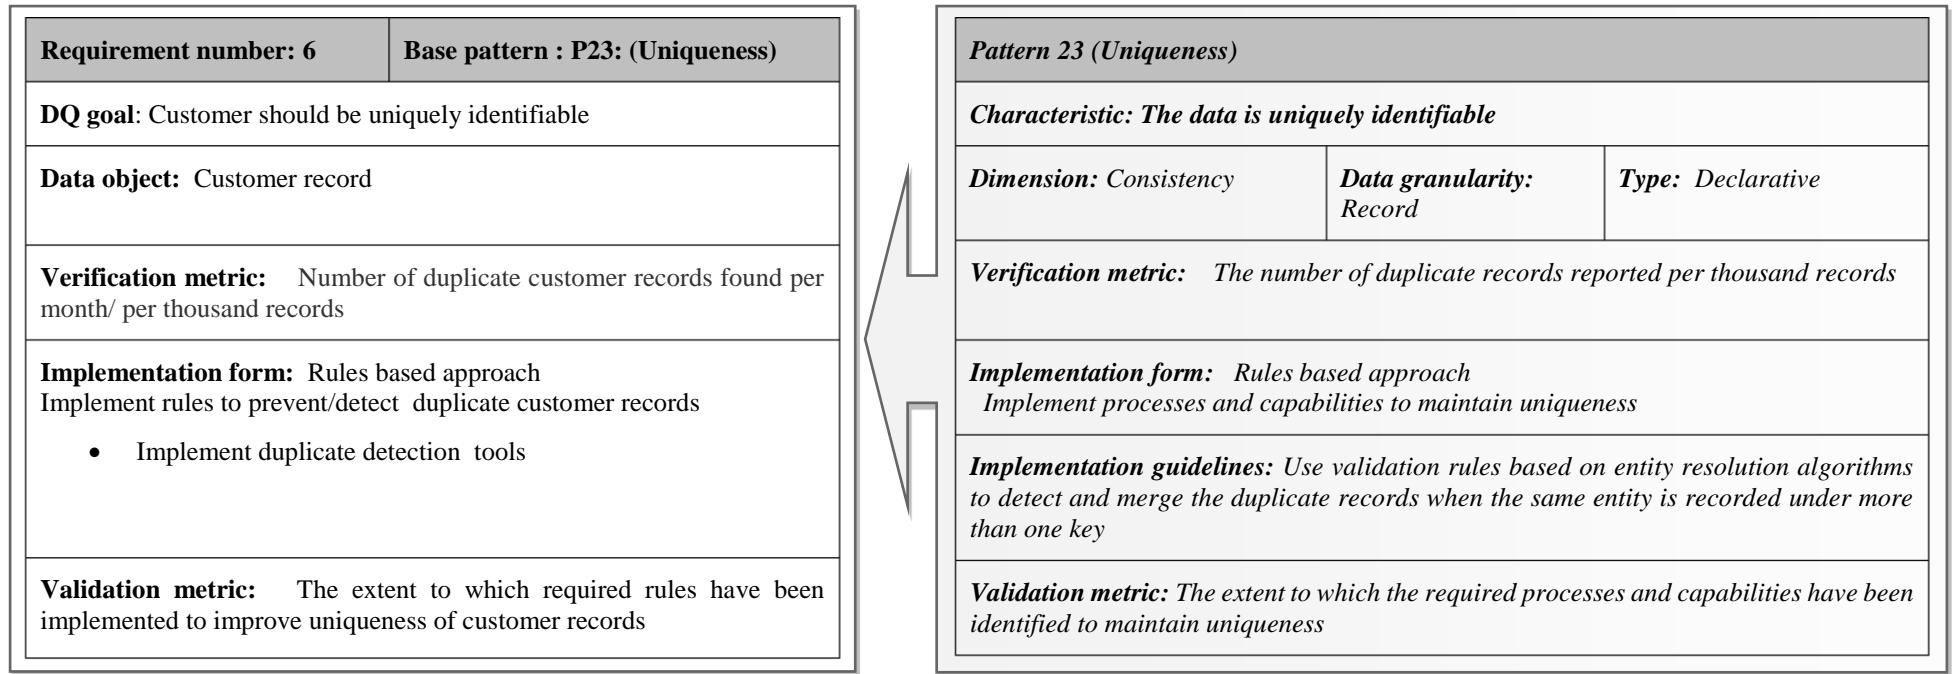 Requirement number: 6
Base pattern : P23: (Uniqueness)
DQ goal: Customer should be uniquely identifiable
Data object: Customer record
Verification metric: Number of duplicate customer records found per
month/ per thousand records
Implementation form: Rules based approach
Implement rules to prevent/detect duplicate customer records
• Implement duplicate detection tools
Validation metric: The extent to which required rules have been
implemented to improve uniqueness of customer records
Pattern 23 (Uniqueness)
Characteristic: The data is uniquely identifiable
Dimension: Consistency
Data granularity:
Record
Type: Declarative
Verification metric: The number of duplicate records reported per thousand records
Implementation form: Rules based approach
Implement processes and capabilities to maintain uniqueness
Implementation guidelines: Use validation rules based on entity resolution algorithms
to detect and merge the duplicate records when the same entity is recorded under more
than one key
Validation metric: The extent to which the required processes and capabilities have been
identified to maintain uniqueness